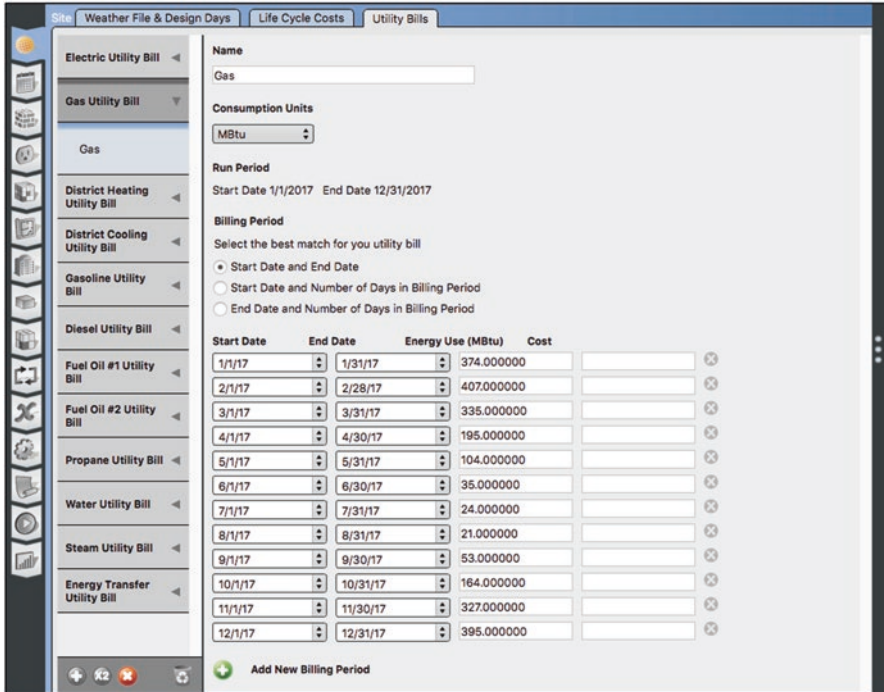 Site Weather File & Design Days Life Cycle Costs Utility Bills
Electric Utility Bill
Gas Utility Bill
Gas
District Heating
Utility Bill
District Cooling
Utility Bill
Gasoline Utility
Bill
Diesel Utility Bill
Fuel Oil #1 Utility
Bill
Fuel Oil #2 Utility
Bill
Propane Utility Bill
Water Utility Bill
Steam Utility Bill
Energy Transfer
Utility Bill
x2
Name
Gas
Consumption Units
MBtu
Run Period
Start Date 1/1/2017 End Date 12/31/2017
Billing Period
Select the best match for you utility bill
Start Date and End Date
Start Date and Number of Days in Billing Period
End Date and Number of Days in Billing Period
Start Date End Date Energy Use (MBtu) Cost
1/1/17 1/31/17 374.000000
2/1/17 2/28/17 407.000000
3/1/17 3/31/17 335.000000
4/1/17 4/30/17 195.000000
5/1/17 5/31/17 104.000000
6/1/17 6/30/17 35.000000
7/1/17 7/31/17 24.000000
8/1/17 8/31/17 21.000000
9/1/17 9/30/17 53.000000
10/1/17 10/31/17 164.000000
11/1/17 11/30/17 327.000000
12/1/17 12/31/17 395.000000
Add New Billing Period